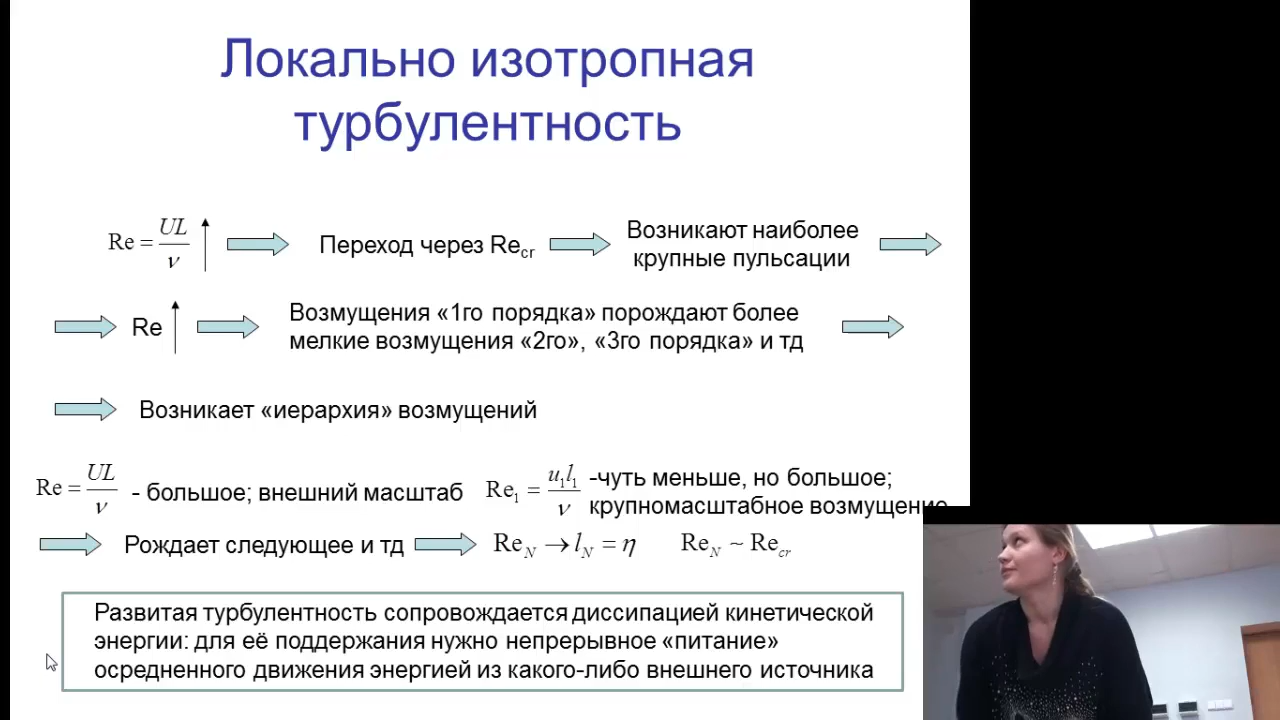 Локально изотропная
турбулентность
Re = UL/ν Переход через Re_cr Возникают наиболее
крупные пульсации
Re Возмущения «1го порядка» порождают более
мелкие возмущения «2го», «3го порядка» и тд
Возникает «иерархия» возмущений
Re = UL/ν - большое; внешний масштаб Re₁ = u₁l₁/ν -чуть меньше, но большое;
крупномасштабное возмущение
Рождает следующее и тд Re_N → l_N = η Re_N ~ Re_cr
Развитая турбулентность сопровождается диссипацией кинетической
энергии: для её поддержания нужно непрерывное «питание»
осредненного движения энергией из какого-либо внешнего источника